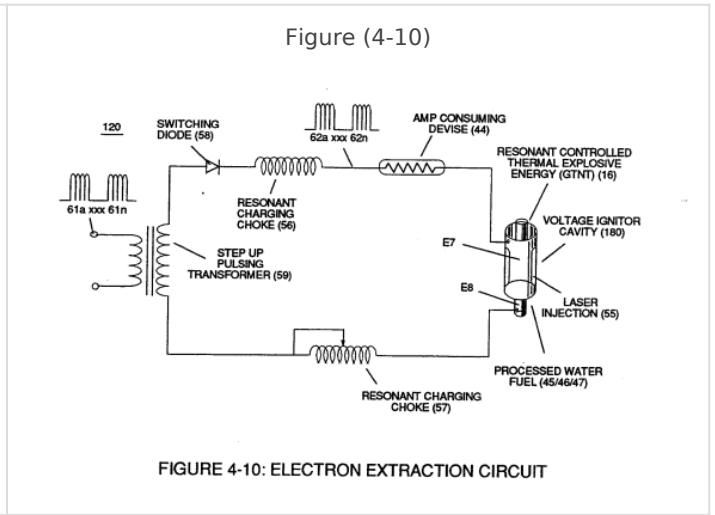 Figure (4-10)
120
SWITCHING
DIODE (58)
62a xxx 62n
AMP CONSUMING
DEVISE (44)
RESONANT CONTROLLED
THERMAL EXPLOSIVE
ENERGY (GTNT) (16)
61a xxx 61n
RESONANT
CHARGING
CHOKE (56)
VOLTAGE IGNITOR
CAVITY (180)
E7
STEP UP
PULSING
TRANSFORMER (59)
E8
LASER
INJECTION (55)
PROCESSED WATER
FUEL (45/46/47)
RESONANT CHARGING
CHOKE (57)
FIGURE 4-10: ELECTRON EXTRACTION CIRCUIT